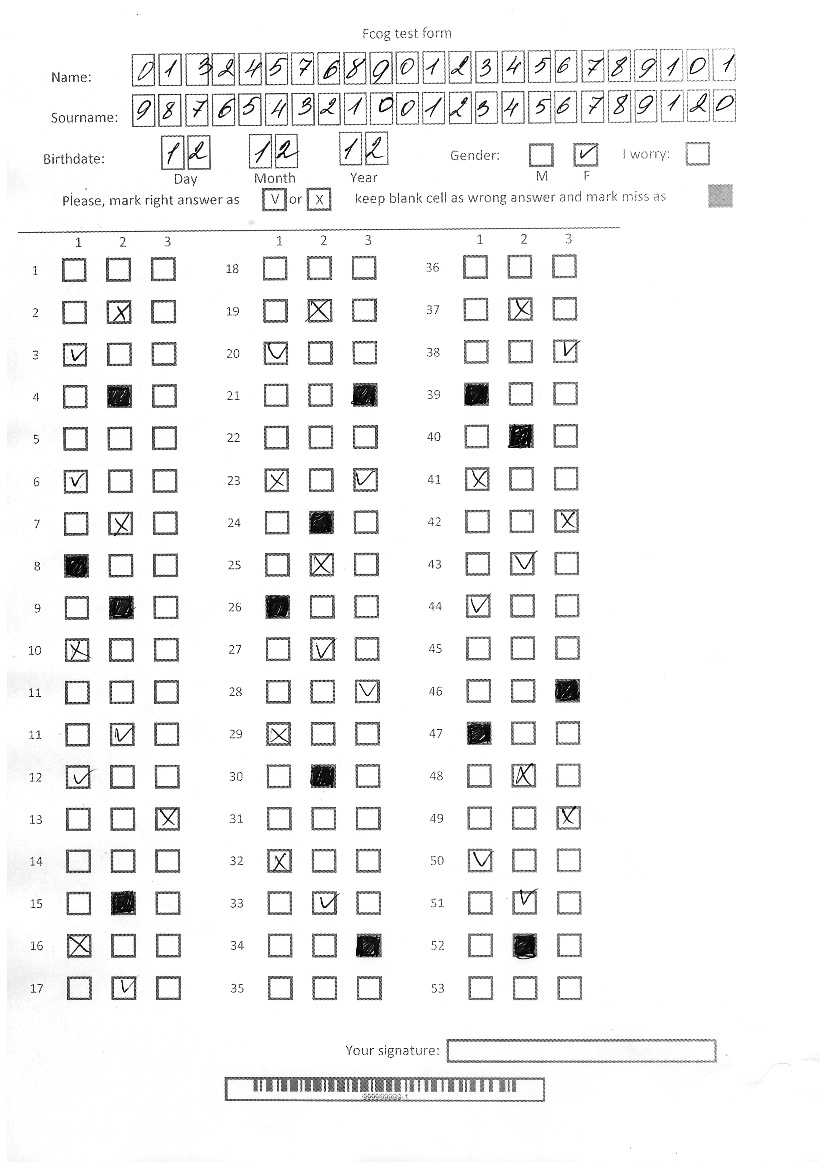 Fcog test form
Name: 0 1 3 2 4 5 7 6 8 9 0 1 2 3 4 5 6 7 8 9 1 0 1
Sourname: 9 8 7 6 5 4 3 2 1 0 0 1 2 3 4 5 6 7 8 9 1 2 0
Birthdate: 1 2 1 2 1 2 Gender: ✓ I worry:
Day Month Year M F
Please, mark right answer as V or X keep blank cell as wrong answer and mark miss as
1 2 3 1 2 3 1 2 3
1 18 36
2 X 19 X 37 X
3 V 20 V 38 V
4 21 39
5 22 40
6 V 23 X V 41 X
7 X 24 42 X
8 25 X 43 V
9 26 44 V
10 X 27 V 45
11 28 V 46
11 V 29 X 47
12 V 30 48 X
13 X 31 49 X
14 32 X 50 V
15 33 V 51 V
16 X 34 52
17 V 35 53
Your signature: